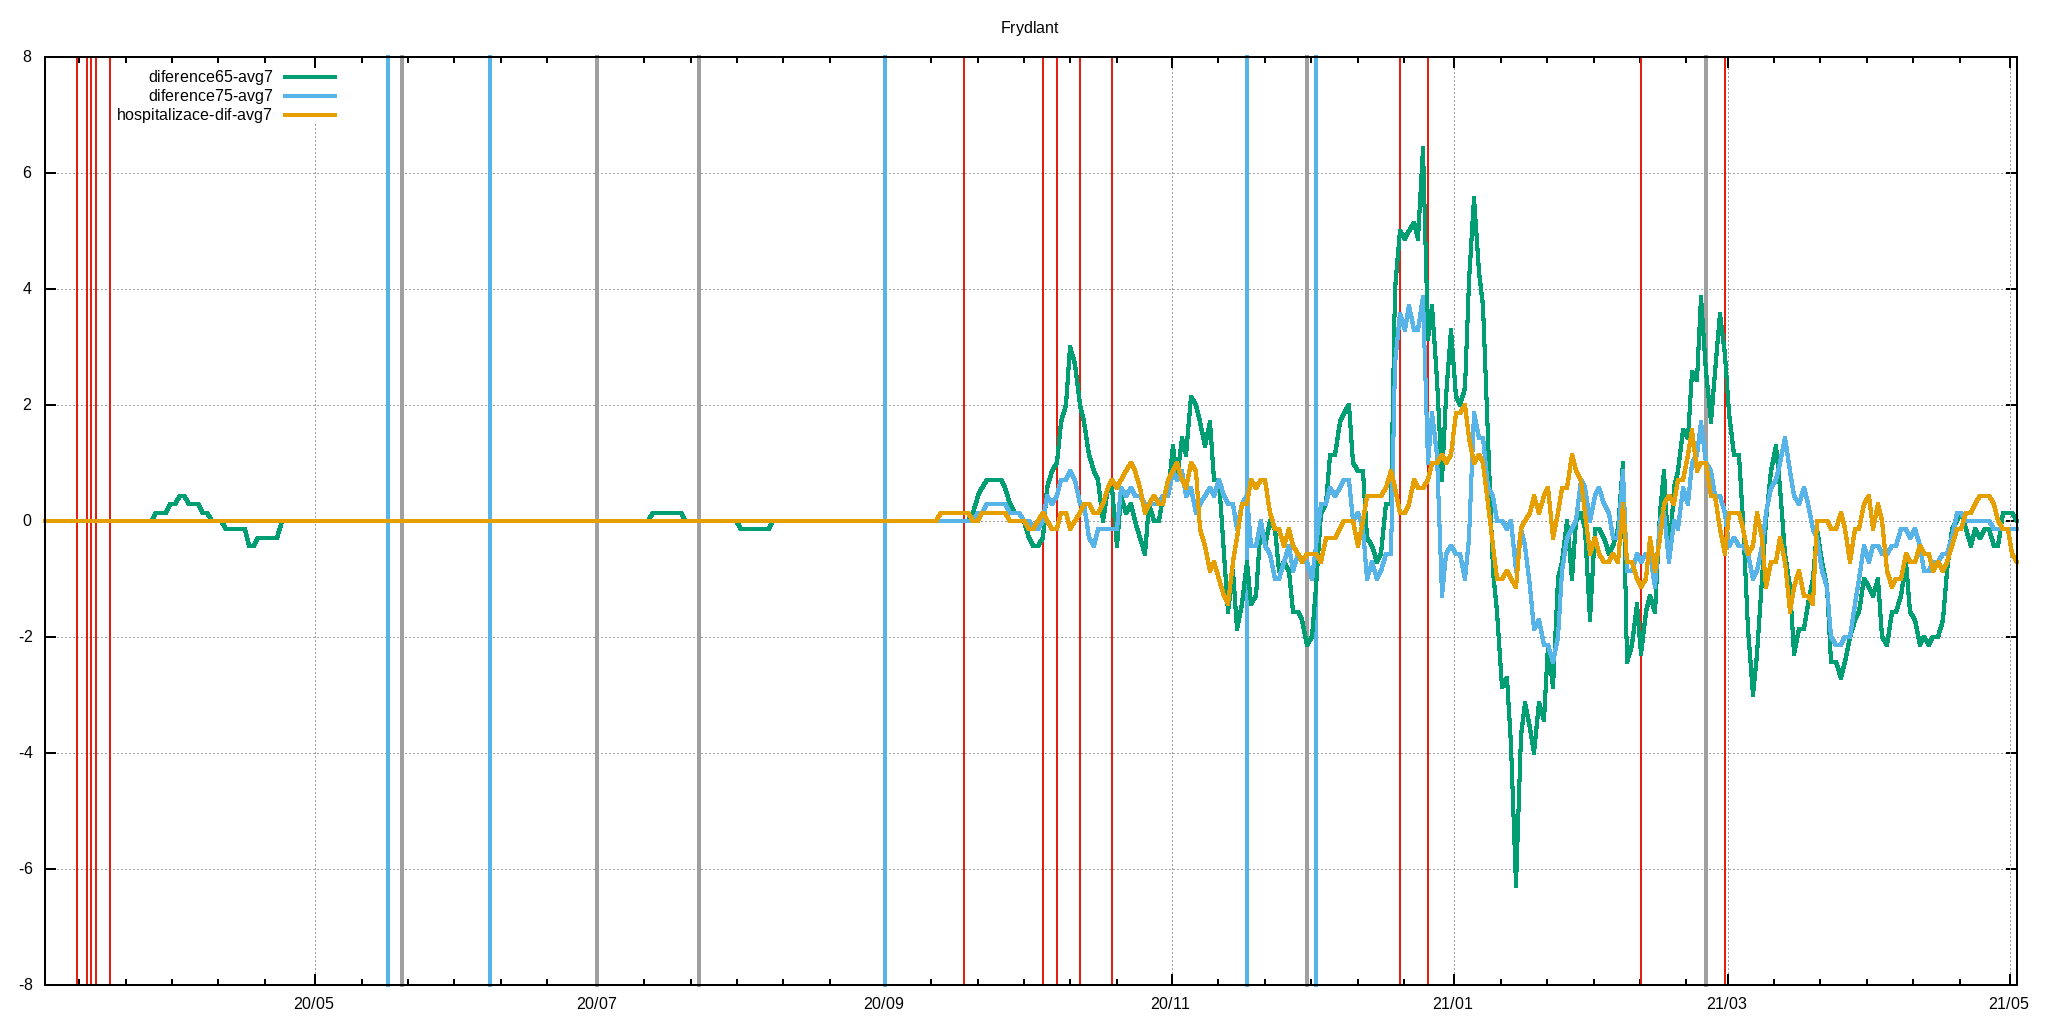 Frydlant
diference65-avg7
diference75-avg7
hospitalizace-dif-avg7
8
6
4
2
0
-2
-4
-6
-8
20/05 20/07 20/09 20/11 21/01 21/03 21/05